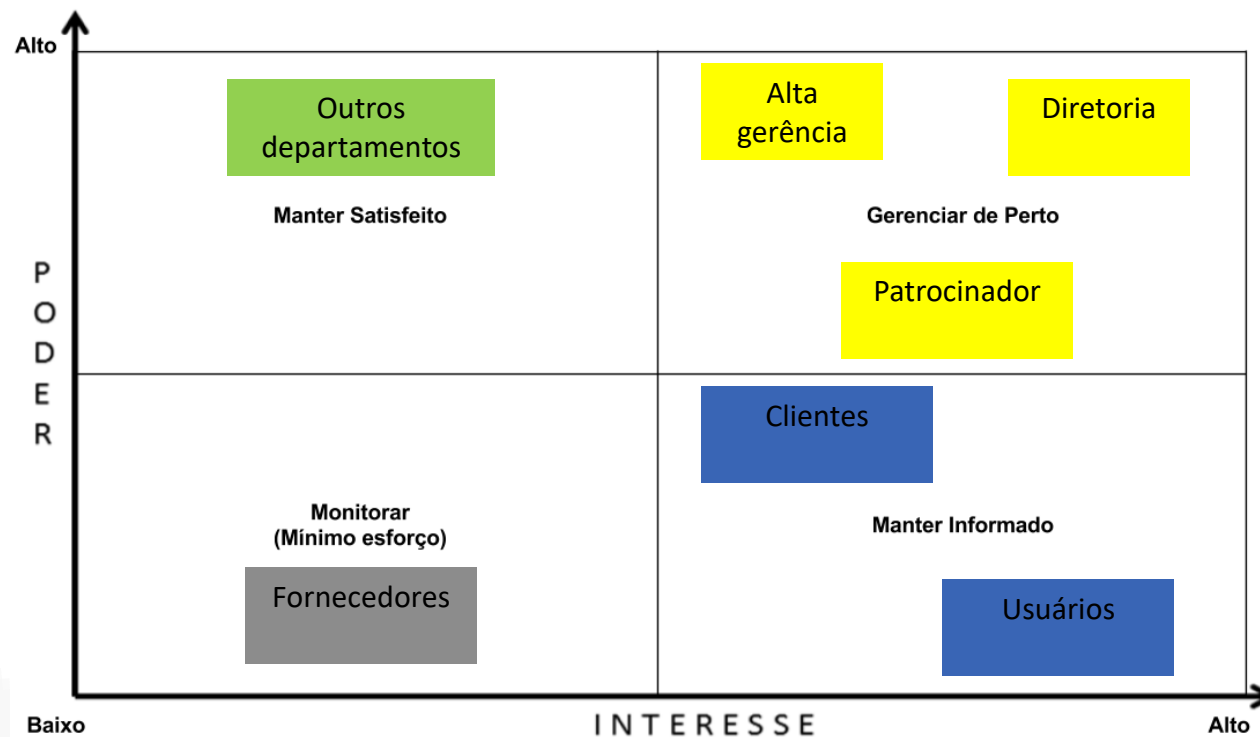 Alto
Outros
departamentos
Alta
gerência
Diretoria
Manter Satisfeito
Gerenciar de Perto
Patrocinador
P
O
D
E
R
Clientes
Monitorar
(Mínimo esforço)
Manter Informado
Fornecedores
Usuários
Baixo
INTERESSE
Alto